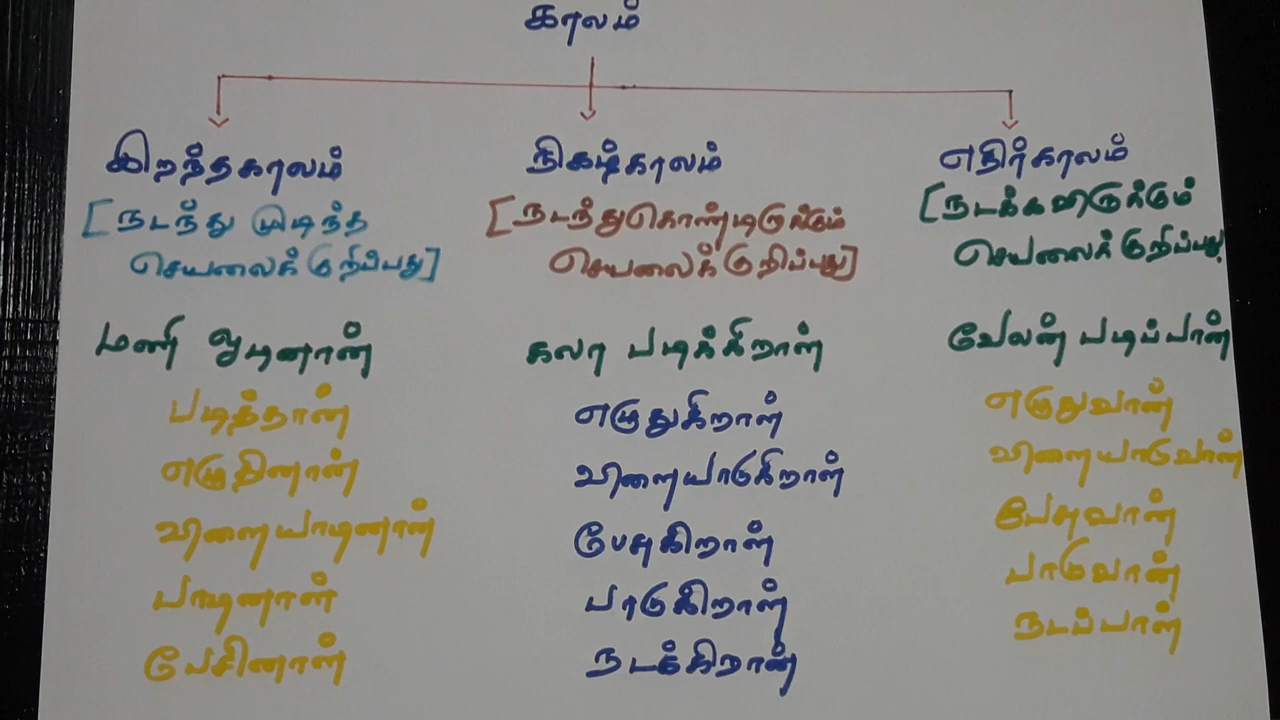 காலம்
இறந்தகாலம்
[நடந்து முடிந்த
செயலைக் குறிப்பது]
மணி ஓடினான்
படித்தான்
எழுதினான்
விளையாடினான்
பாடினாள்
பேசினாள்
நிகழ்காலம்
[நடந்துகொண்டிருக்கும்
செயலைக் குறிப்பது]
கலா படிக்கிறாள்
எழுதுகிறாள்
விளையாடுகிறாள்
பேசுகிறாள்
பாடுகிறாள்
நடக்கிறாள்
எதிர்காலம்
[நடக்கவிருக்கும்
செயலைக் குறிப்பது
வேலன் படிப்பான்
எழுதுவான்
விளையாடுவான்
பேசுவான்
பாடுவான்
நடப்பாள்